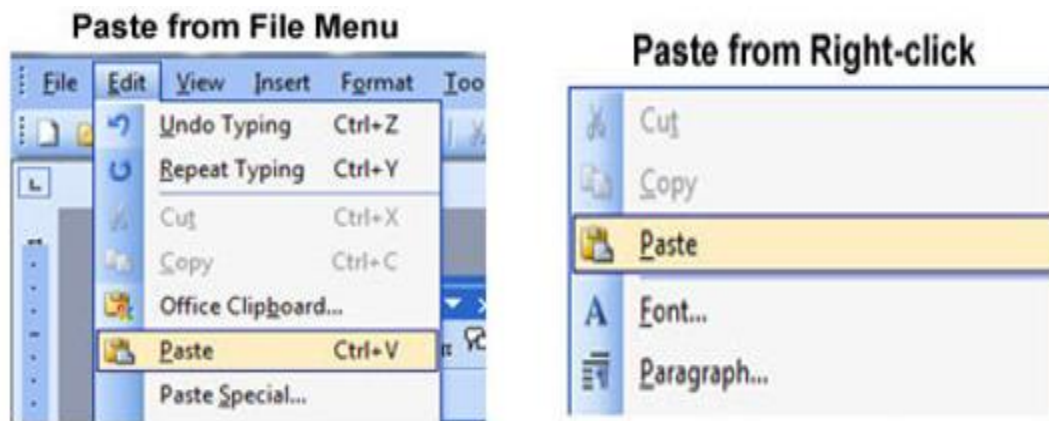 Paste from File Menu
File Edit View Insert Format Too
Undo Typing Ctrl+Z
Repeat Typing Ctrl+Y
Cut Ctrl+X
Copy Ctrl+C
Office Clipboard...
Paste Ctrl+V
Paste Special...
Paste from Right-click
Cut
Copy
Paste
Font...
Paragraph...